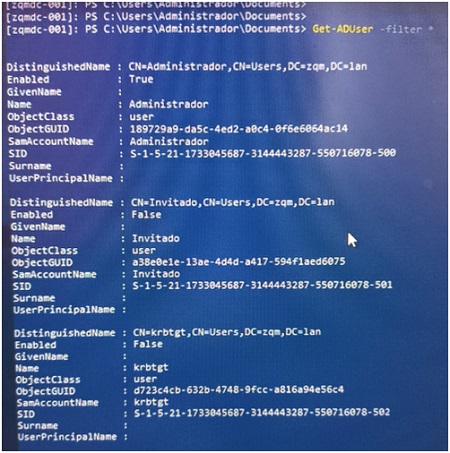 [zqmdc-001]: PS C:\Users\Administrador\Documents>
[zqmdc-001]: PS C:\Users\Administrador\Documents>
[zqmdc-001]: PS C:\Users\Administrador\Documents> Get-ADUser -filter *
DistinguishedName : CN=Administrador,CN=Users,DC=zqm,DC=lan
Enabled : True
GivenName :
Name : Administrador
ObjectClass : user
ObjectGUID : 189729a9-da5c-4ed2-a0c4-0f6e6064ac14
SamAccountName : Administrador
SID : S-1-5-21-1733045687-3144443287-550716078-500
Surname :
UserPrincipalName :
DistinguishedName : CN=Invitado,CN=Users,DC=zqm,DC=lan
Enabled : False
GivenName :
Name : Invitado
ObjectClass : user
ObjectGUID : a38e0e1e-13ae-4d4d-a417-594f1aed6075
SamAccountName : Invitado
SID : S-1-5-21-1733045687-3144443287-550716078-501
Surname :
UserPrincipalName :
DistinguishedName : CN=krbtgt,CN=Users,DC=zqm,DC=lan
Enabled : False
GivenName :
Name : krbtgt
ObjectClass : user
ObjectGUID : d723c4cb-632b-4748-9fcc-a816a94e56c4
SamAccountName : krbtgt
SID : S-1-5-21-1733045687-3144443287-550716078-502
Surname :
UserPrincipalName :